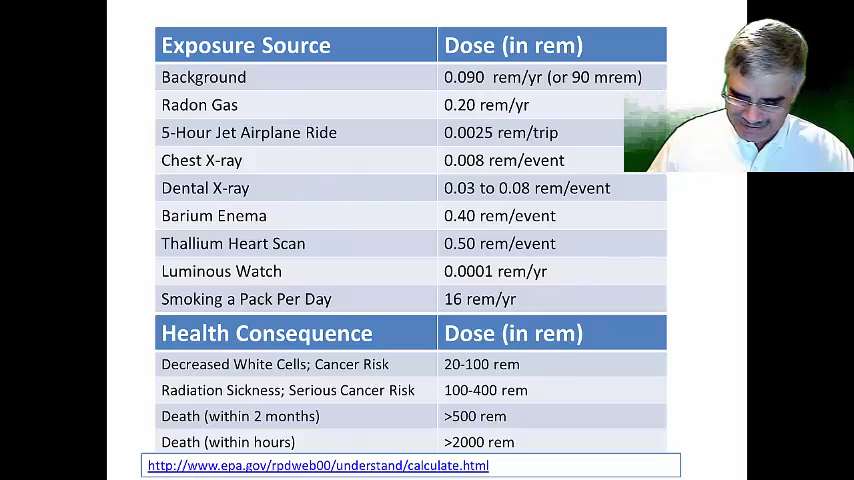 Exposure Source Dose (in rem)
Background 0.090 rem/yr (or 90 mrem)
Radon Gas 0.20 rem/yr
5-Hour Jet Airplane Ride 0.0025 rem/trip
Chest X-ray 0.008 rem/event
Dental X-ray 0.03 to 0.08 rem/event
Barium Enema 0.40 rem/event
Thallium Heart Scan 0.50 rem/event
Luminous Watch 0.0001 rem/yr
Smoking a Pack Per Day 16 rem/yr
Health Consequence Dose (in rem)
Decreased White Cells; Cancer Risk 20-100 rem
Radiation Sickness; Serious Cancer Risk 100-400 rem
Death (within 2 months) >500 rem
Death (within hours) >2000 rem
http://www.epa.gov/rpdweb00/understand/calculate.html